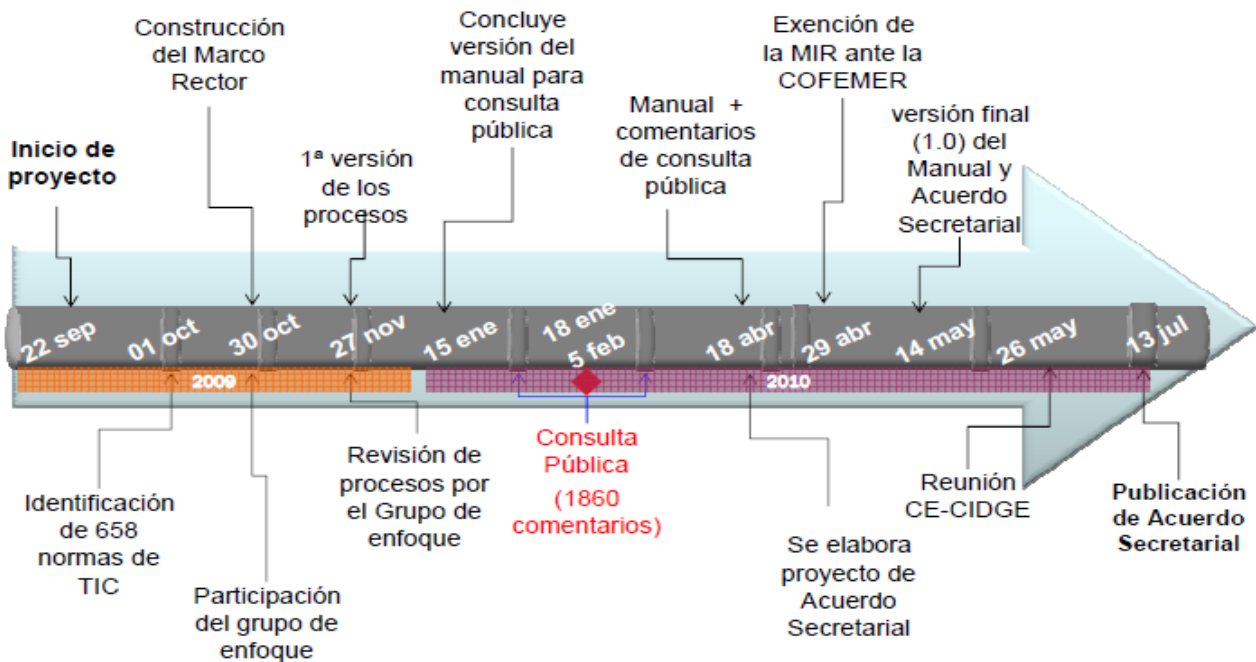 Construcción
del Marco
Rector
Concluye
versión del
manual para
consulta
pública
Exención de
la MIR ante la
COFEMER
Manual +
comentarios
de consulta
pública
versión final
(1.0) del
Manual y
Acuerdo
Secretarial
Inicio de
proyecto
1ª versión
de los
procesos
22 sep
01 oct
30 oct
27 nov
15 ene
18 ene
5 feb
18 abr
29 abr
14 may
26 may
13 jul
2009
2010
Identificación
de 658
normas de
TIC
Participación
del grupo de
enfoque
Revisión de
procesos por
el Grupo de
enfoque
Consulta
Pública
(1860
comentarios)
Se elabora
proyecto de
Acuerdo
Secretarial
Reunión
CE-CIDGE
Publicación
de Acuerdo
Secretarial